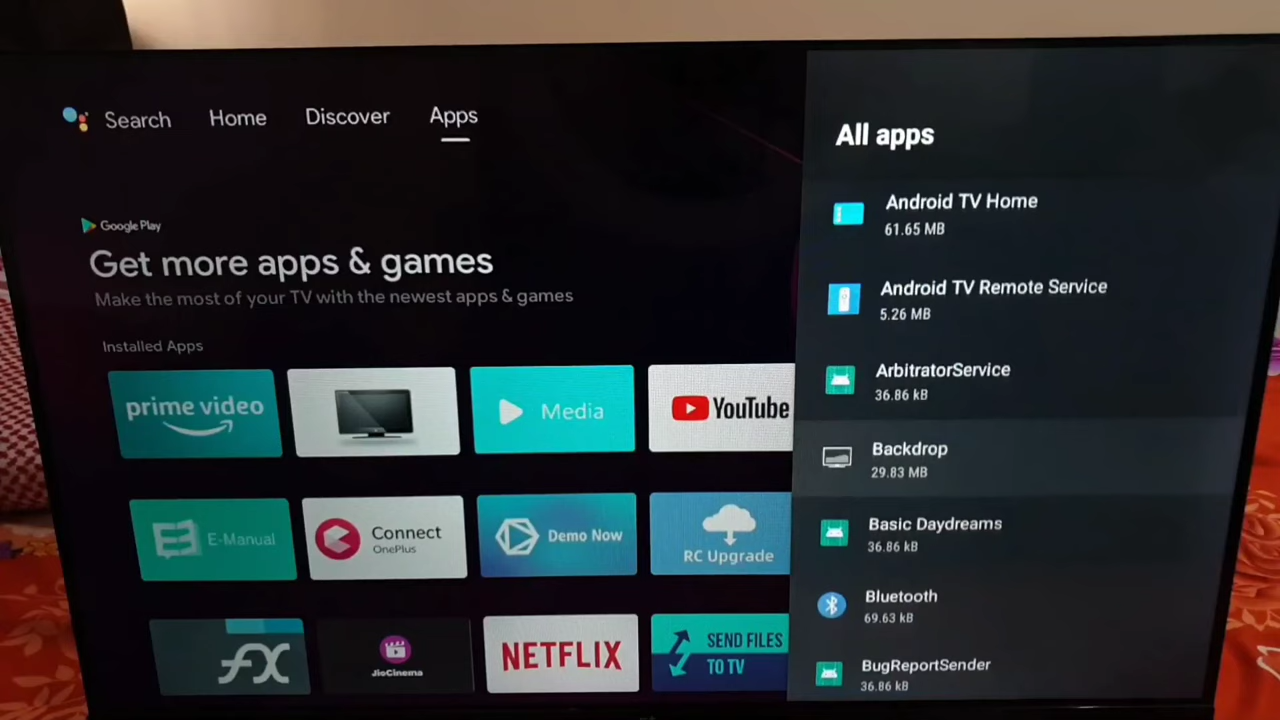 Search Home Discover Apps
Google Play
Get more apps & games
Make the most of your TV with the newest apps & games
Installed Apps
prime video
Media
YouTube
E-Manual
Connect
OnePlus
Demo Now
RC Upgrade
FX
JioCinema
NETFLIX
SEND FILES
TO TV
All apps
Android TV Home
61.65 MB
Android TV Remote Service
5.26 MB
ArbitratorService
36.86 kB
Backdrop
29.83 MB
Basic Daydreams
36.86 kB
Bluetooth
69.63 kB
BugReportSender
36.86 kB